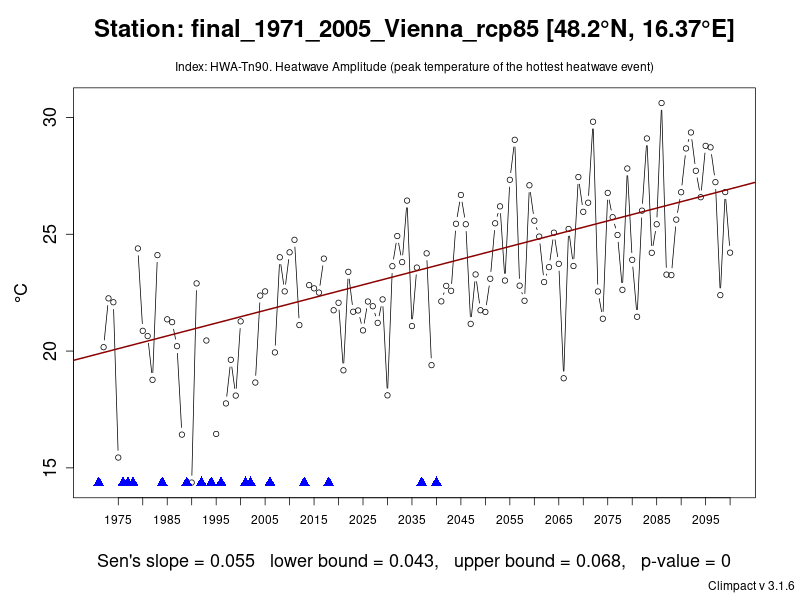 Station: final_1971_2005_Vienna_rcp85 [48.2°N, 16.37°E]
Index: HWA-Tn90. Heatwave Amplitude (peak temperature of the hottest heatwave event)
30
25
20
15
°C
1975 1985 1995 2005 2015 2025 2035 2045 2055 2065 2075 2085 2095
Sen's slope = 0.055 lower bound = 0.043, upper bound = 0.068, p-value = 0
Climpact v 3.1.6